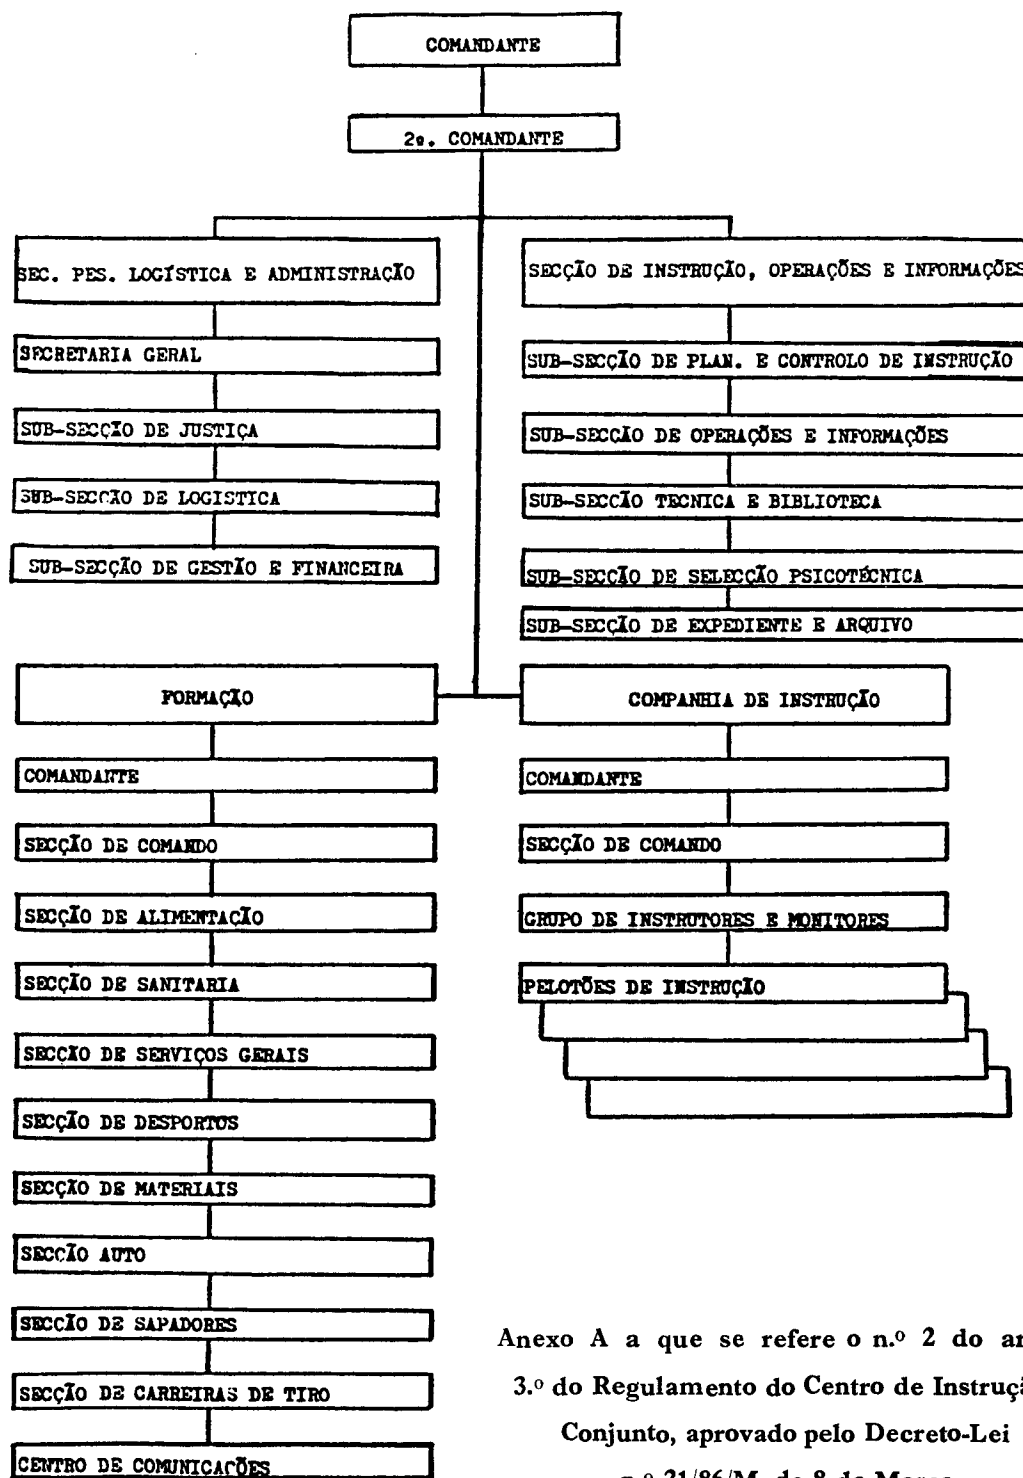 COMANDANTE
2º. COMANDANTE
SEC. PES. LOGÍSTICA E ADMINISTRAÇÃO
SECRETARIA GERAL
SUB-SECÇÃO DE JUSTIÇA
SUB-SECÇÃO DE LOGISTICA
SUB-SECÇÃO DE GESTÃO E FINANCEIRA
SECÇÃO DE INSTRUÇÃO, OPERAÇÕES E INFORMAÇÕES
SUB-SECÇÃO DE PLAN. E CONTROLO DE INSTRUÇÃO
SUB-SECÇÃO DE OPERAÇÕES E INFORMAÇÕES
SUB-SECÇÃO TECNICA E BIBLIOTECA
SUB-SECÇÃO DE SELECÇÃO PSICOTÉCNICA
SUB-SECÇÃO DE EXPEDIENTE E ARQUIVO
FORMAÇÃO
COMANDANTE
SECÇÃO DE COMANDO
SECÇÃO DE ALIMENTAÇÃO
SECÇÃO DE SANITARIA
SECÇÃO DE SERVIÇOS GERAIS
SECÇÃO DE DESPORTOS
SECÇÃO DE MATERIAIS
SECÇÃO AUTO
SECÇÃO DE SAPADORES
SECÇÃO DE CARREIRAS DE TIRO
CENTRO DE COMUNICAÇÕES
COMPANHIA DE INSTRUÇÃO
COMANDANTE
SECÇÃO DE COMANDO
GRUPO DE INSTRUTORES E MONITORES
PELOTÕES DE INSTRUÇÃO
Anexo A a que se refere o n.º 2 do
3.º do Regulamento do Centro de
Conjunto, aprovado pelo Decreto-Lei
n.º 21/86/M, de 8 de Março